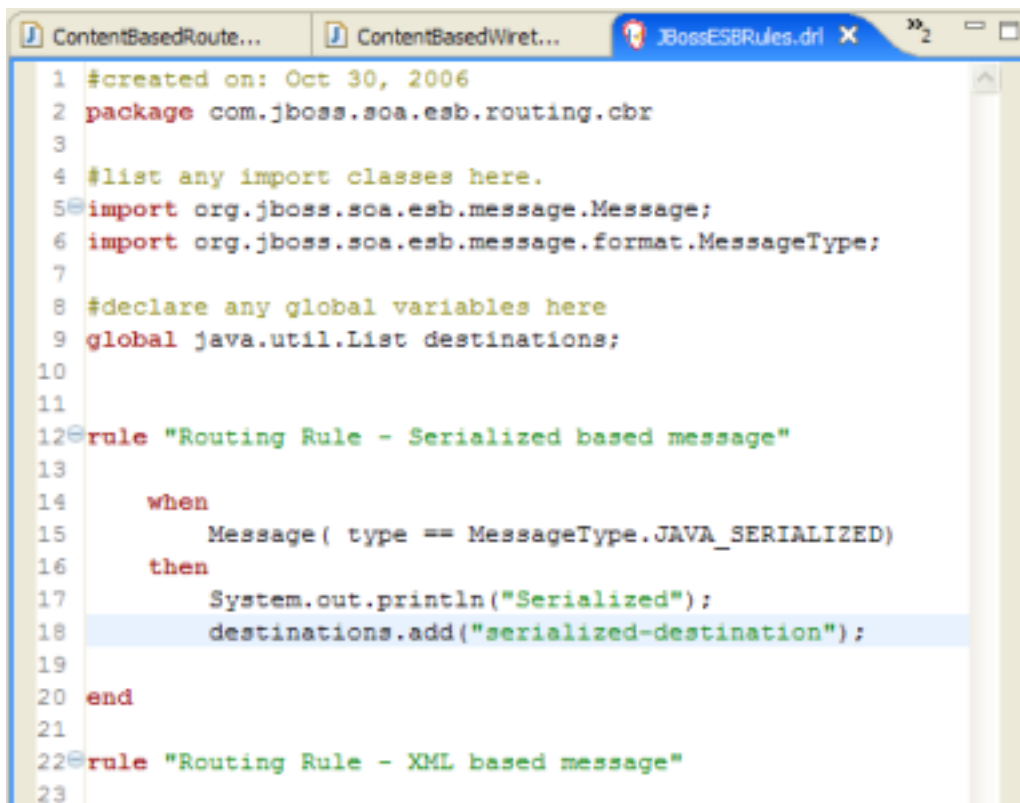 ContentBasedRoute... ContentBasedWiret... JBossESBRules.drl »2
1 #created on: Oct 30, 2006
2 package com.jboss.soa.esb.routing.cbr
3
4 #list any import classes here.
5 import org.jboss.soa.esb.message.Message;
6 import org.jboss.soa.esb.message.format.MessageType;
7
8 #declare any global variables here
9 global java.util.List destinations;
10
11
12 rule "Routing Rule - Serialized based message"
13
14 when
15 Message( type == MessageType.JAVA_SERIALIZED)
16 then
17 System.out.println("Serialized");
18 destinations.add("serialized-destination");
19
20 end
21
22 rule "Routing Rule - XML based message"
23